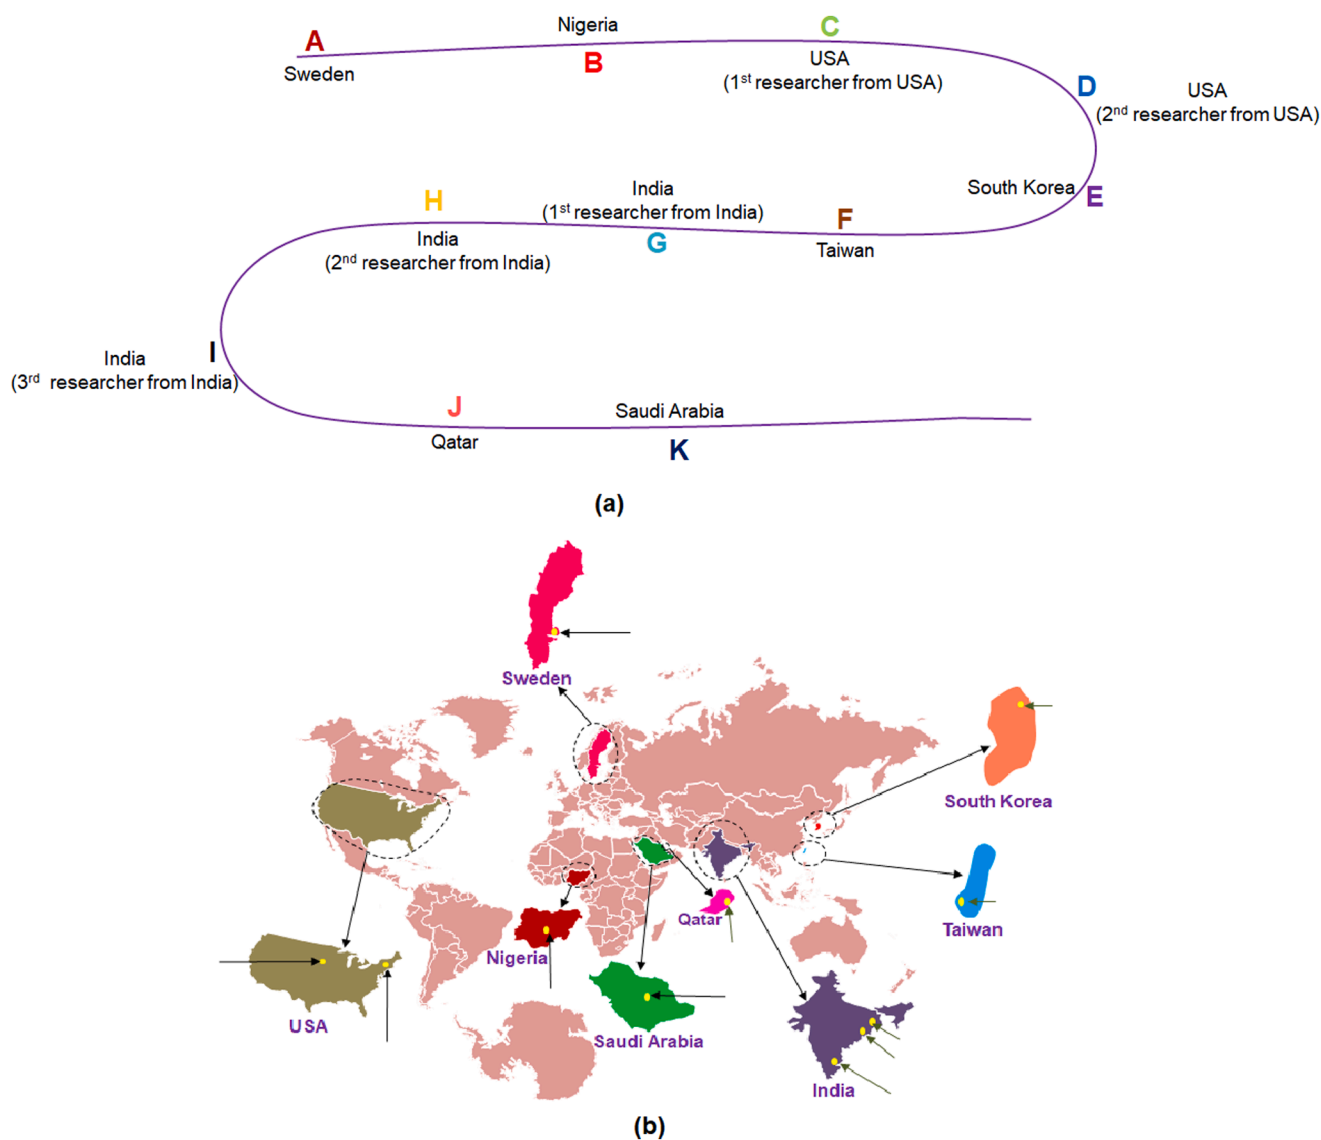 A
Sweden
Nigeria
B
C
USA
(1st researcher from USA)
D
USA
(2nd researcher from USA)
South Korea
E
F
Taiwan
India
(1st researcher from India)
G
H
India
(2nd researcher from India)
I
India
(3rd researcher from India)
J
Qatar
Saudi Arabia
K
(a)
Sweden
South Korea
Taiwan
Qatar
Nigeria
USA
Saudi Arabia
India
(b)